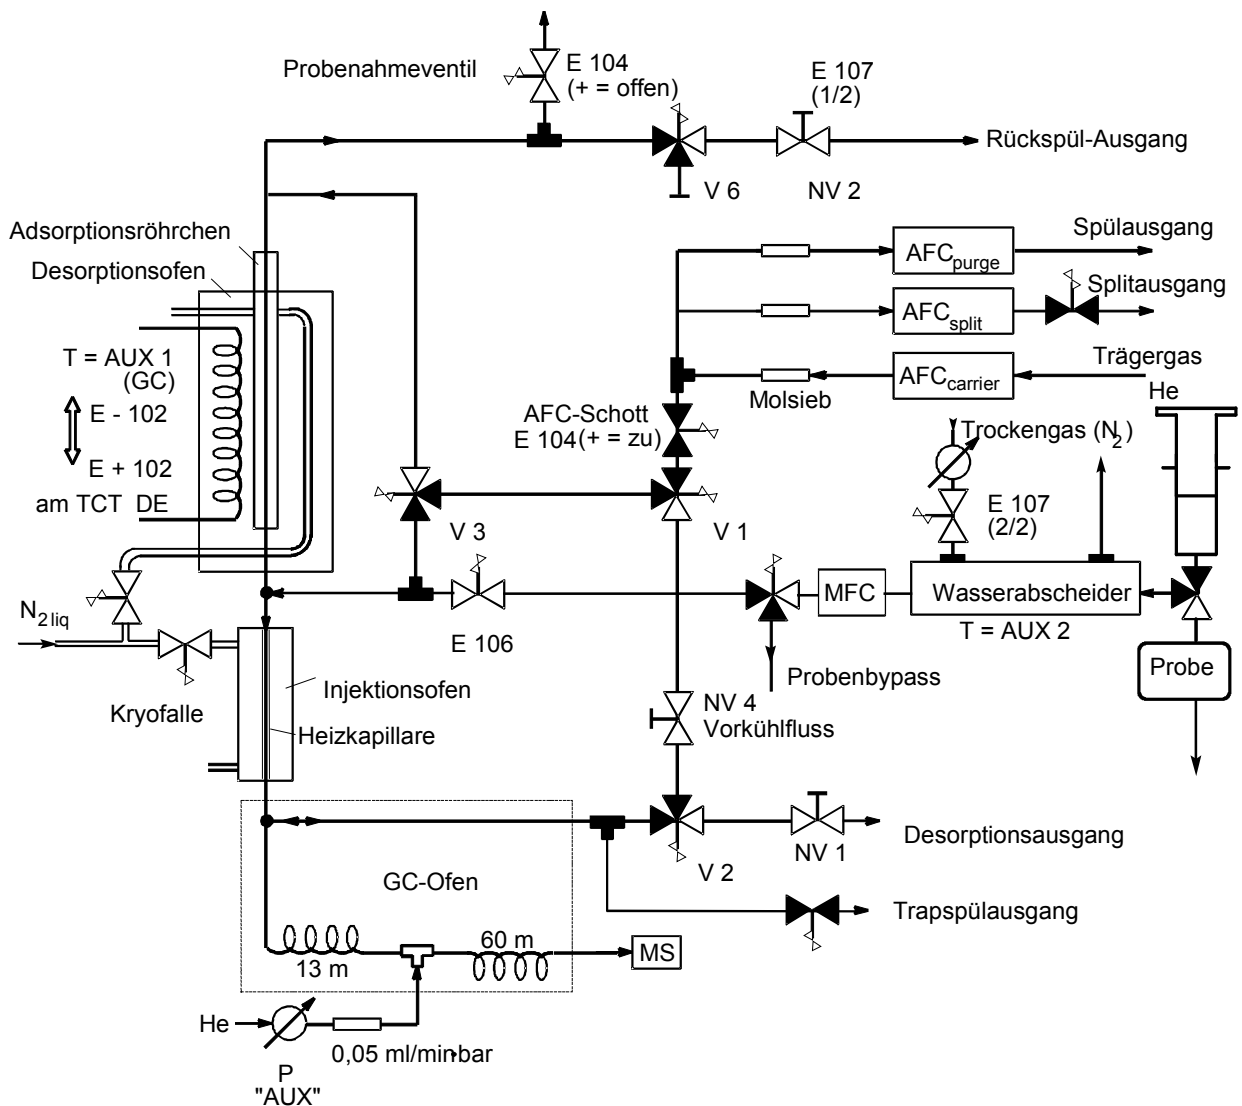 Probenahmeventil
E 104
(+ = offen)
E 107
(1/2)
Rückspül-Ausgang
V 6
NV 2
Adsorptionsröhrchen
Desorptionsofen
Spülausgang
AFCpurge
Splitausgang
AFCsplit
T = AUX 1
(GC)
Trägergas
He
AFCcarrier
Molsieb
E - 102
AFC-Schott
E 104 (+ = zu)
Trockengas (N2)
E + 102
am TCT DE
E 107
(2/2)
V 3
V 1
MFC
Wasserabscheider
T = AUX 2
N2 liq
E 106
Probe
Probenbypass
Injektionsofen
Kryofalle
NV 4
Vorkühlfluss
Heizkapillare
Desorptionsausgang
NV 1
V 2
GC-Ofen
Trapspülausgang
13 m
60 m
MS
He
0,05 ml/min•bar
P
"AUX"